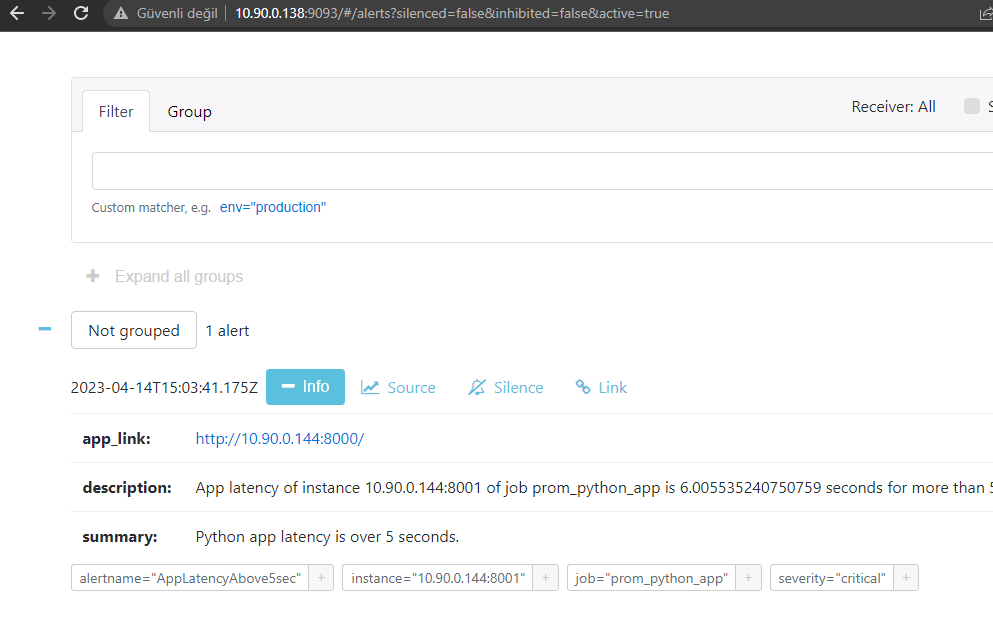 Güvenli değil 10.90.0.138:9093/#/alerts?silenced=false&inhibited=false&active=true
Filter Group Receiver: All
Custom matcher, e.g. env="production"
+ Expand all groups
Not grouped 1 alert
2023-04-14T15:03:41.175Z Info Source Silence Link
app_link: http://10.90.0.144:8000/
description: App latency of instance 10.90.0.144:8001 of job prom_python_app is 6.005535240750759 seconds for more than
summary: Python app latency is over 5 seconds.
alertname="AppLatencyAbove5sec" + instance="10.90.0.144:8001" + job="prom_python_app" + severity="critical" +